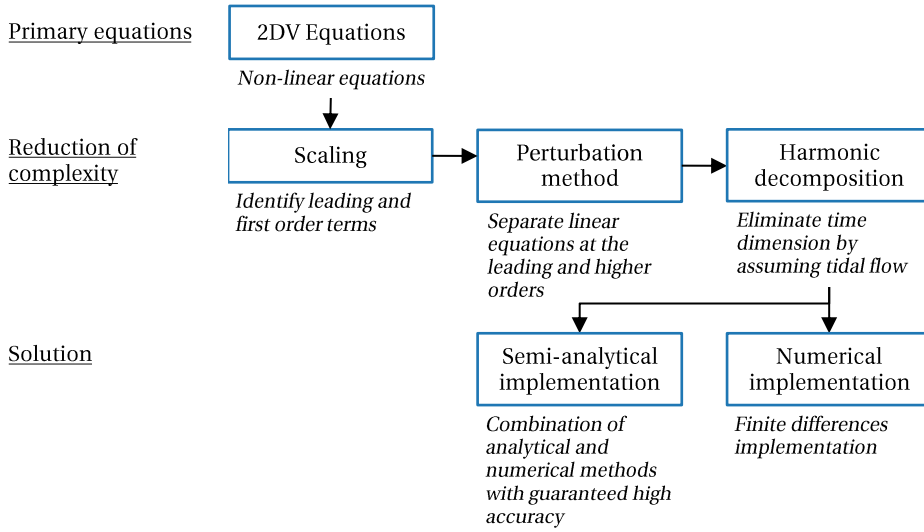 Primary equations
2DV Equations
Non-linear equations
Reduction of
complexity
Scaling
Identify leading and
first order terms
Perturbation
method
Separate linear
equations at the
leading and higher
orders
Harmonic
decomposition
Eliminate time
dimension by
assuming tidal flow
Solution
Semi-analytical
implementation
Combination of
analytical and
numerical methods
with guaranteed high
accuracy
Numerical
implementation
Finite differences
implementation